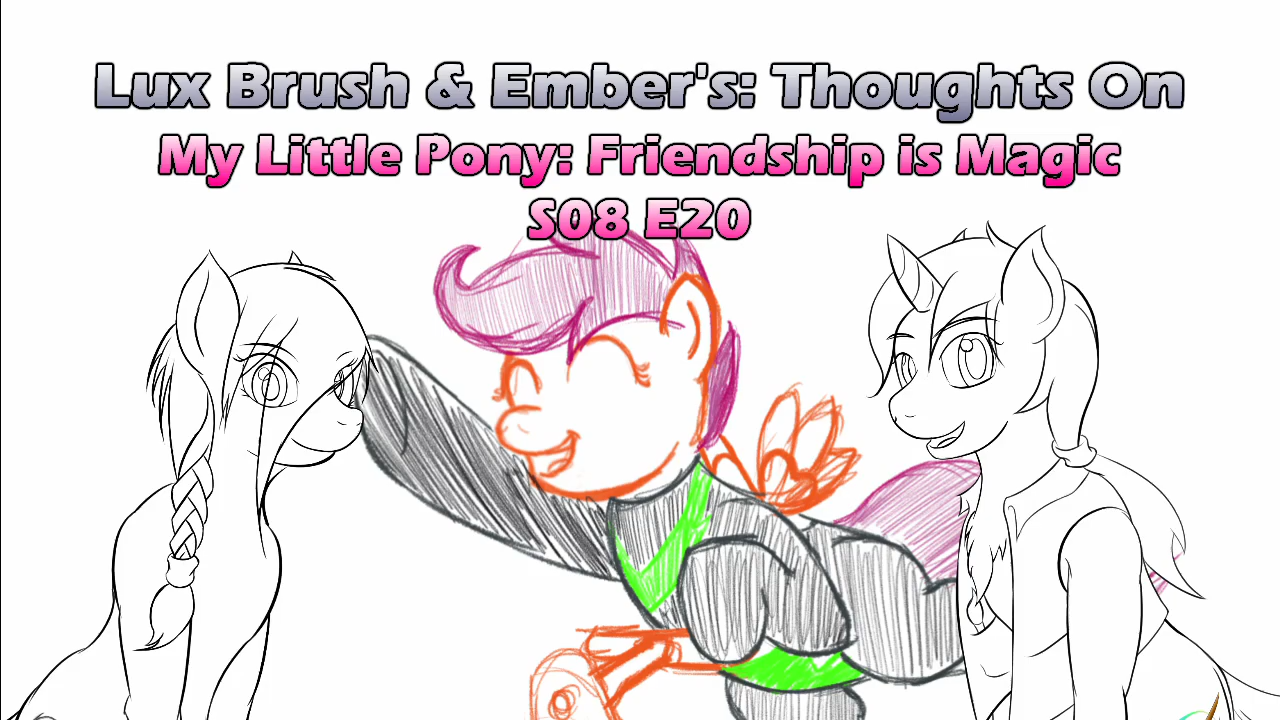 Lux Brush & Ember's: Thoughts On
My Little Pony: Friendship is Magic
S08 E20